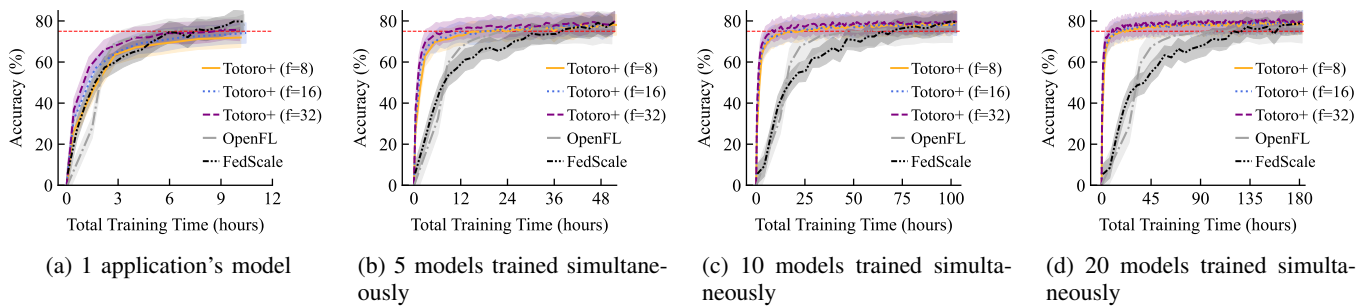 Accuracy (%)
80
60
40
20
0
Totoro+ (f=8)
Totoro+ (f=16)
Totoro+ (f=32)
OpenFL
FedScale
0 3 6 9 12
Total Training Time (hours)
(a) 1 application's model
Accuracy (%)
80
60
40
20
0
Totoro+ (f=8)
Totoro+ (f=16)
Totoro+ (f=32)
OpenFL
FedScale
0 12 24 36 48
Total Training Time (hours)
(b) 5 models trained simultane-
ously
Accuracy (%)
80
60
40
20
0
Totoro+ (f=8)
Totoro+ (f=16)
Totoro+ (f=32)
OpenFL
FedScale
0 25 50 75 100
Total Training Time (hours)
(c) 10 models trained simulta-
neously
Accuracy (%)
80
60
40
20
0
Totoro+ (f=8)
Totoro+ (f=16)
Totoro+ (f=32)
OpenFL
FedScale
0 45 90 135 180
Total Training Time (hours)
(d) 20 models trained simulta-
neously